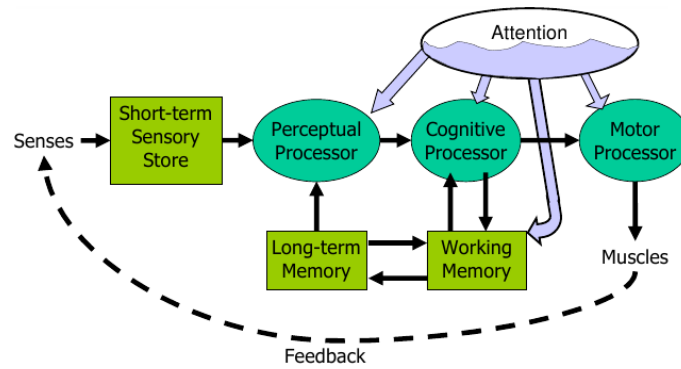 Attention
Senses
Short-term
Sensory
Store
Perceptual
Processor
Cognitive
Processor
Motor
Processor
Long-term
Memory
Working
Memory
Muscles
Feedback